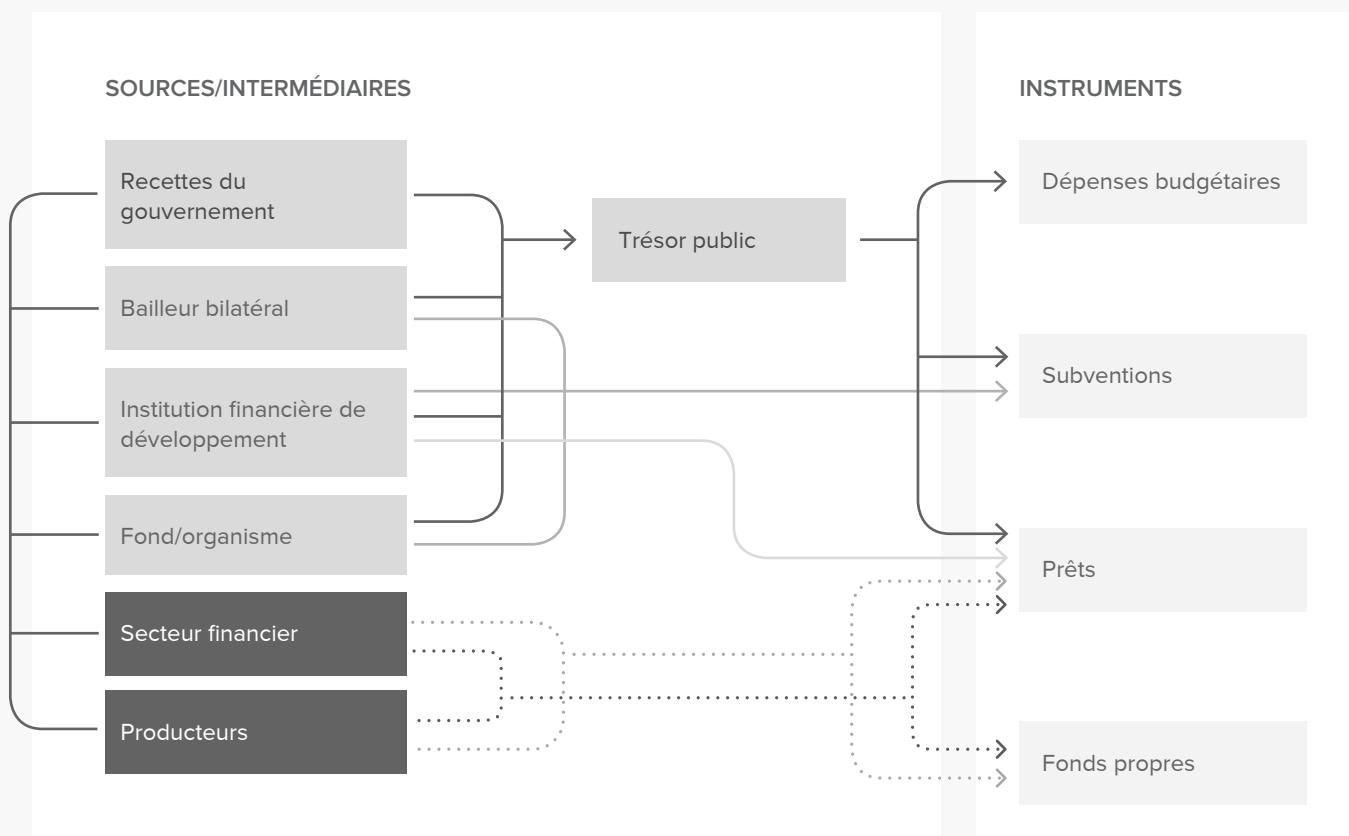 SOURCES/INTERMÉDIAIRES
Recettes du
gouvernement
Bailleur bilatéral
Institution financière de
développement
Fond/organisme
Secteur financier
Producteurs
Trésor public
INSTRUMENTS
Dépenses budgétaires
Subventions
Prêts
Fonds propres